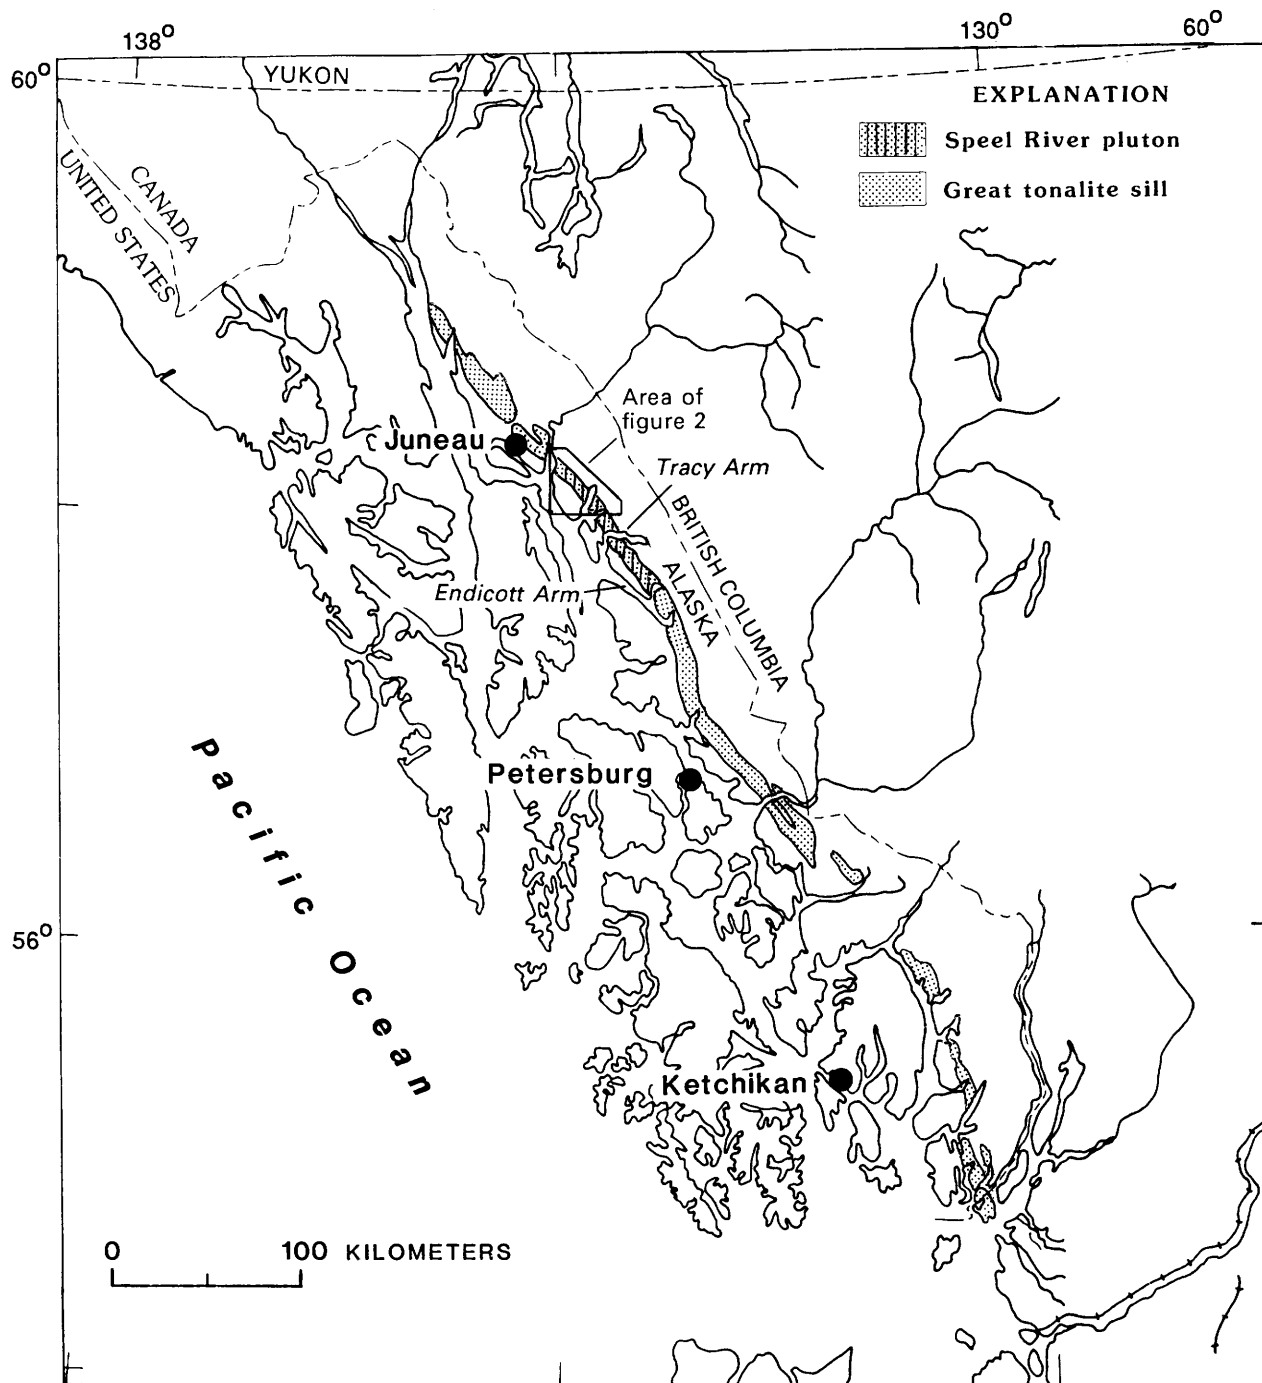 138°
130°
60°
60°
YUKON
EXPLANATION
Speel River pluton
Great tonalite sill
CANADA
UNITED STATES
Area of
figure 2
Juneau
Tracy Arm
BRITISH COLUMBIA
ALASKA
Endicott Arm
Petersburg
Pacific Ocean
56°
Ketchikan
0 100 KILOMETERS